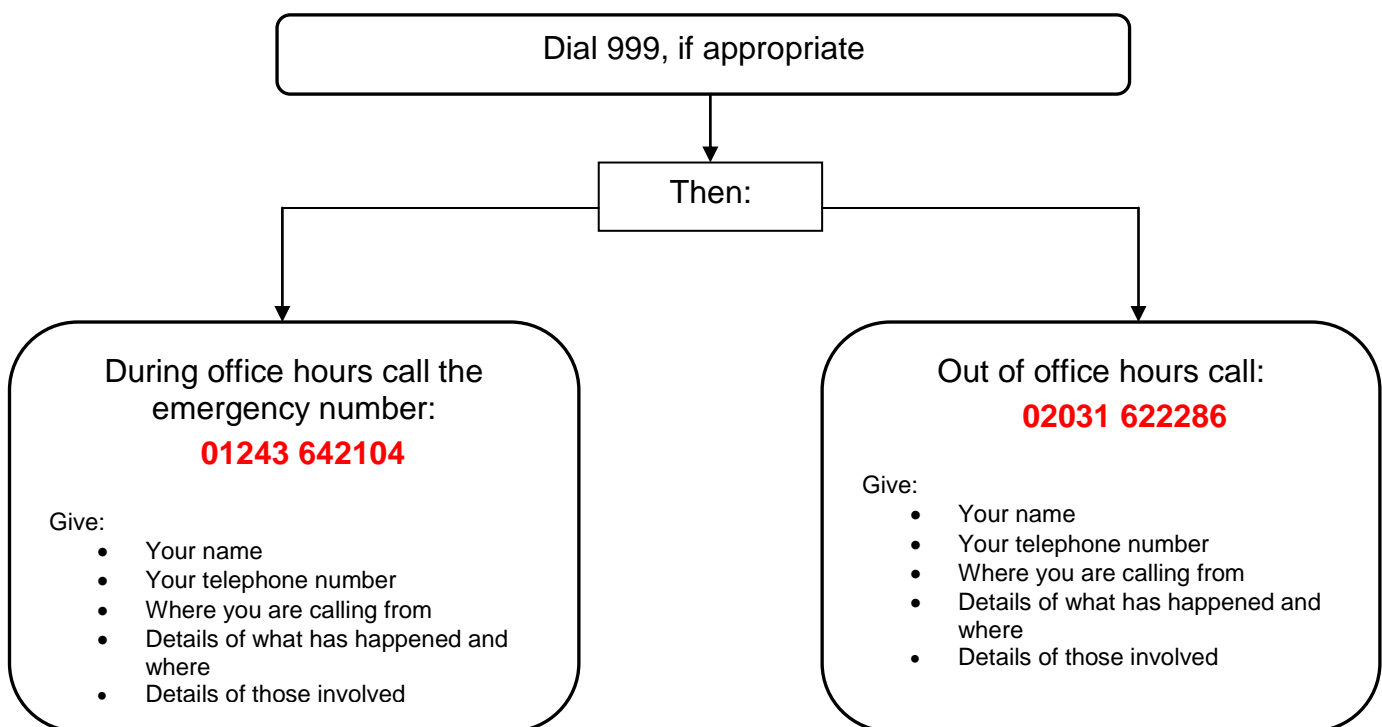 Dial 999, if appropriate
Then:
During office hours call the
emergency number:
01243 642104
Give:
• Your name
• Your telephone number
• Where you are calling from
• Details of what has happened and
where
• Details of those involved
Out of office hours call:
02031 622286
Give:
• Your name
• Your telephone number
• Where you are calling from
• Details of what has happened and
where
• Details of those involved